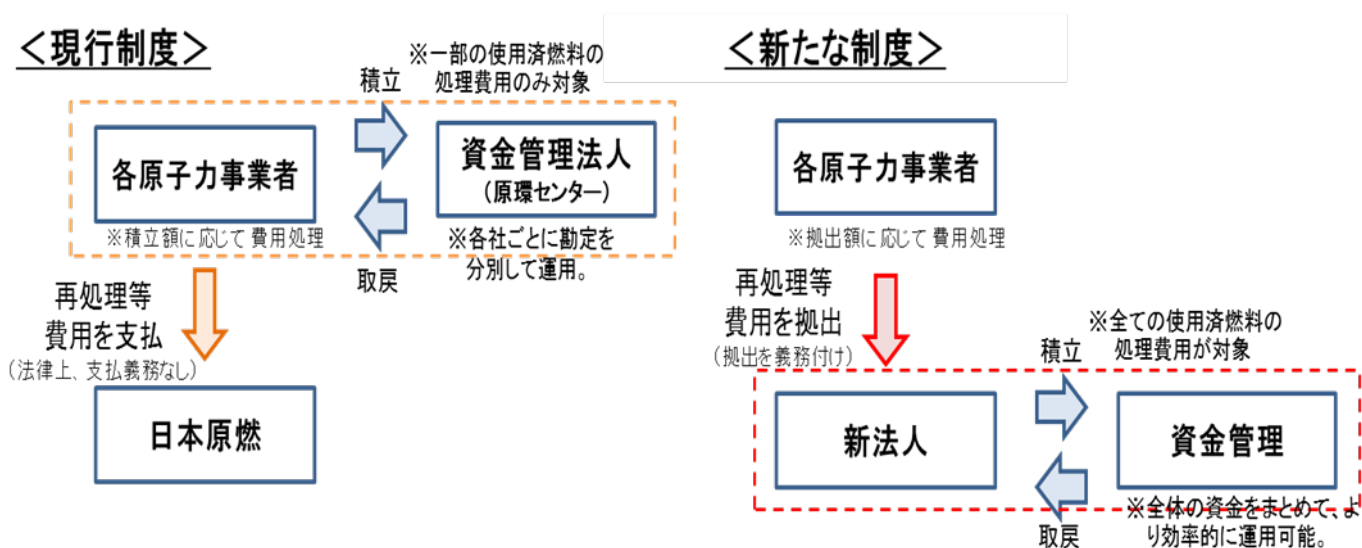 ＜現行制度＞
※一部の使用済燃料の
処理費用のみ対象
積立
各原子力事業者
※積立額に応じて 費用処理
資金管理法人
（原環センター）
※各社ごとに勘定を
分別して運用。
取戻
再処理等
費用を支払
（法律上、支払義務なし）
日本原燃
＜新たな制度＞
各原子力事業者
※拠出額に応じて 費用処理
再処理等
費用を拠出
（拠出を義務付け）
※全ての使用済燃料の
処理費用が対象
積立
新法人
資金管理
取戻
※全体の資金をまとめて、よ
り効率的に運用可能。